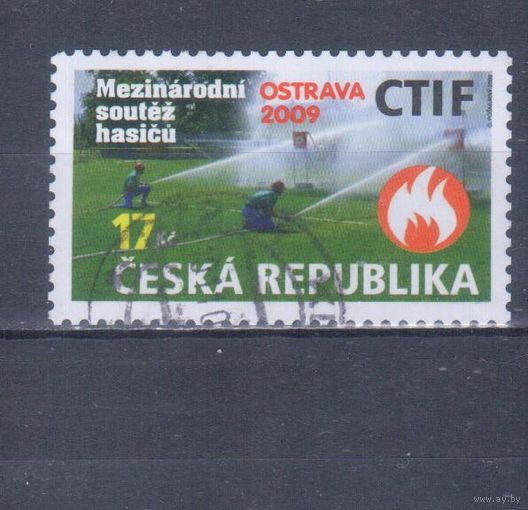 Mezinárodní
soutěž
hasičů
OSTRAVA
2009
CTIF
17 Kč
ČESKÁ REPUBLIKA
www.ay.by